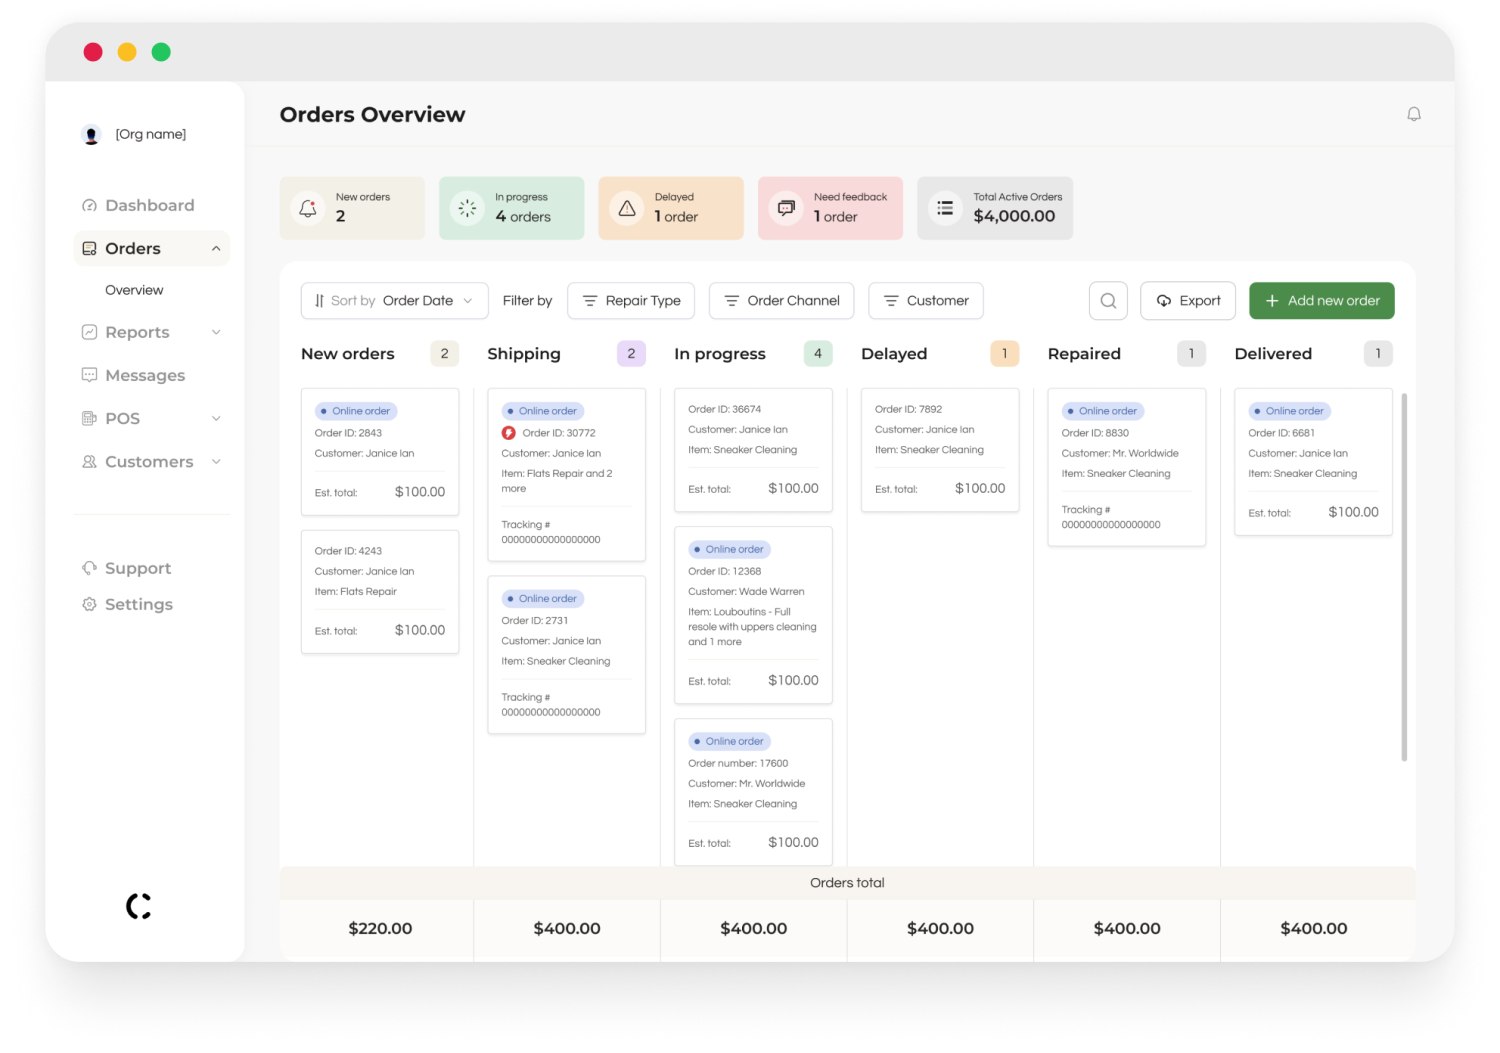 [Org name]
Dashboard
Orders
Overview
Reports
Messages
POS
Customers
Support
Settings
Orders Overview
New orders
2
In progress
4 orders
Delayed
1 order
Need feedback
1 order
Total Active Orders
$4,000.00
Sort by Order Date
Filter by
Repair Type
Order Channel
Customer
Export
Add new order
New orders 2
Online order
Order ID: 2843
Customer: Janice Ian
Est. total: $100.00
Order ID: 4243
Customer: Janice Ian
Item: Flats Repair
Est. total: $100.00
Shipping 2
Online order
Order ID: 30772
Customer: Janice Ian
Item: Flats Repair and 2
more
Tracking #
00000000000000000
Online order
Order ID: 2731
Customer: Janice Ian
Item: Sneaker Cleaning
Tracking #
00000000000000000
In progress 4
Order ID: 36674
Customer: Janice Ian
Item: Sneaker Cleaning
Est. total: $100.00
Online order
Order ID: 12368
Customer: Wade Warren
Item: Louboutins - Full
resole with uppers cleaning
and 1 more
Est. total: $100.00
Online order
Order number: 17600
Customer: Mr. Worldwide
Item: Sneaker Cleaning
Est. total: $100.00
Delayed 1
Order ID: 7892
Customer: Janice Ian
Item: Sneaker Cleaning
Est. total: $100.00
Repaired 1
Online order
Order ID: 8830
Customer: Mr. Worldwide
Item: Sneaker Cleaning
Tracking #
00000000000000000
Delivered 1
Online order
Order ID: 6681
Customer: Janice Ian
Item: Sneaker Cleaning
Est. total: $100.00
Orders total
$220.00 $400.00 $400.00 $400.00 $400.00 $400.00